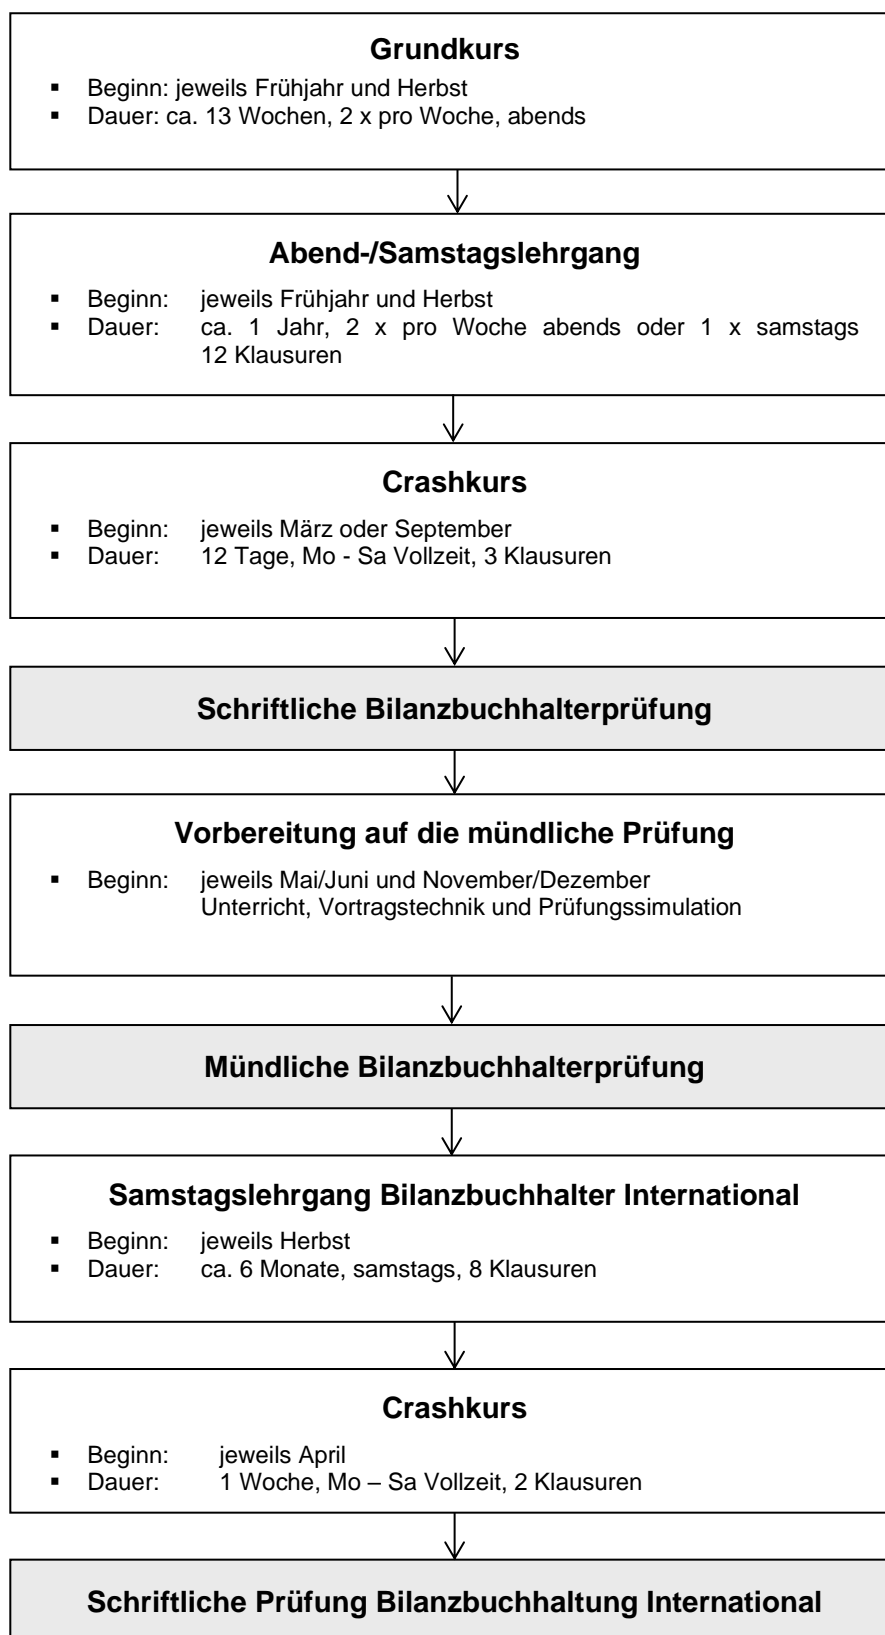 Grundkurs
▪ Beginn: jeweils Frühjahr und Herbst
▪ Dauer: ca. 13 Wochen, 2 x pro Woche, abends
Abend-/Samstagslehrgang
▪ Beginn: jeweils Frühjahr und Herbst
▪ Dauer: ca. 1 Jahr, 2 x pro Woche abends oder 1 x samstags
12 Klausuren
Crashkurs
▪ Beginn: jeweils März oder September
▪ Dauer: 12 Tage, Mo - Sa Vollzeit, 3 Klausuren
Schriftliche Bilanzbuchhalterprüfung
Vorbereitung auf die mündliche Prüfung
▪ Beginn: jeweils Mai/Juni und November/Dezember
Unterricht, Vortragstechnik und Prüfungssimulation
Mündliche Bilanzbuchhalterprüfung
Samstagslehrgang Bilanzbuchhalter International
▪ Beginn: jeweils Herbst
▪ Dauer: ca. 6 Monate, samstags, 8 Klausuren
Crashkurs
▪ Beginn: jeweils April
▪ Dauer: 1 Woche, Mo – Sa Vollzeit, 2 Klausuren
Schriftliche Prüfung Bilanzbuchhaltung International